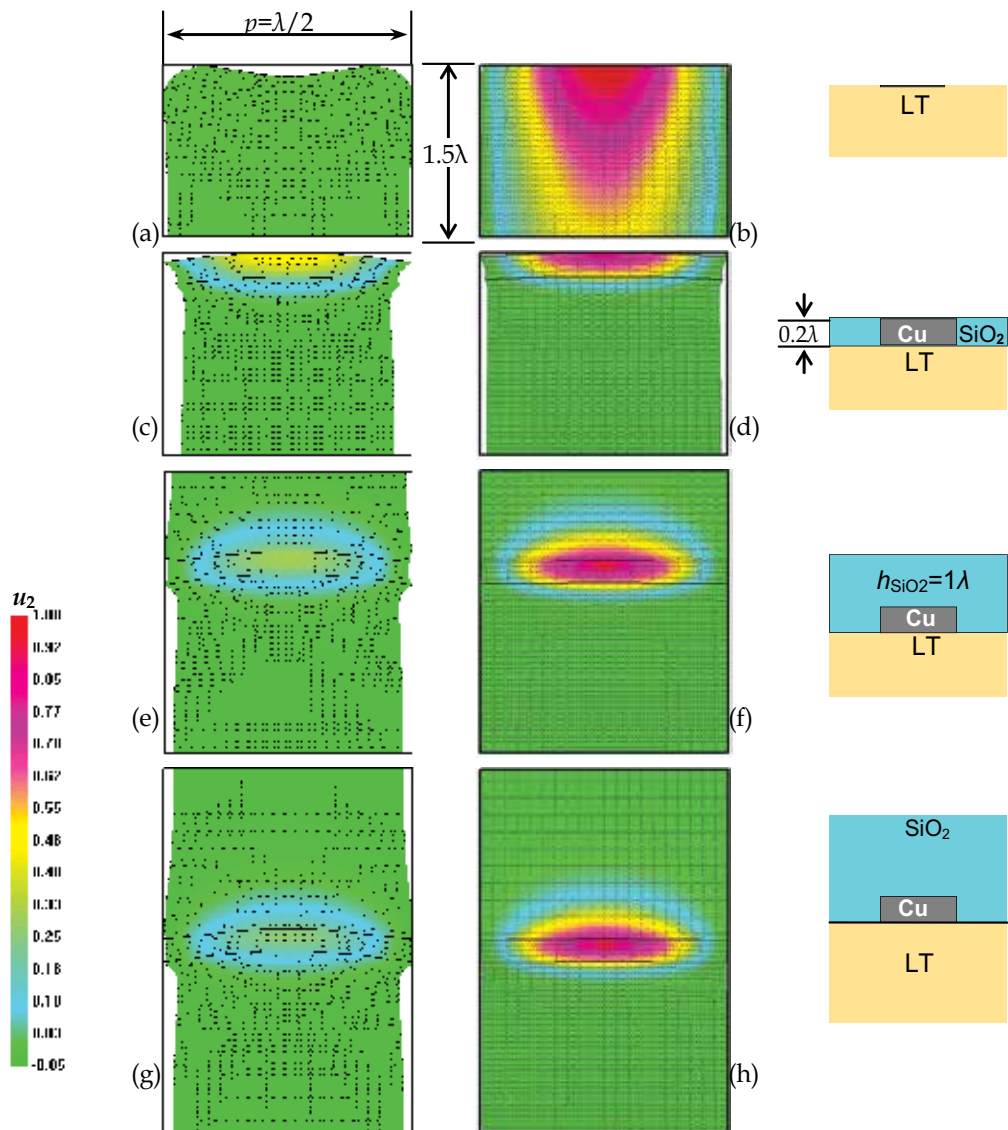 p=λ/2
1.5λ
LT
(a)
(b)
0.2λ
Cu
SiO₂
LT
(c)
(d)
h_SiO2=1λ
Cu
LT
(e)
(f)
u₂
1.00
0.92
0.85
0.77
0.70
0.62
0.55
0.48
0.40
0.33
0.25
0.18
0.10
0.03
-0.05
SiO₂
Cu
LT
(g)
(h)